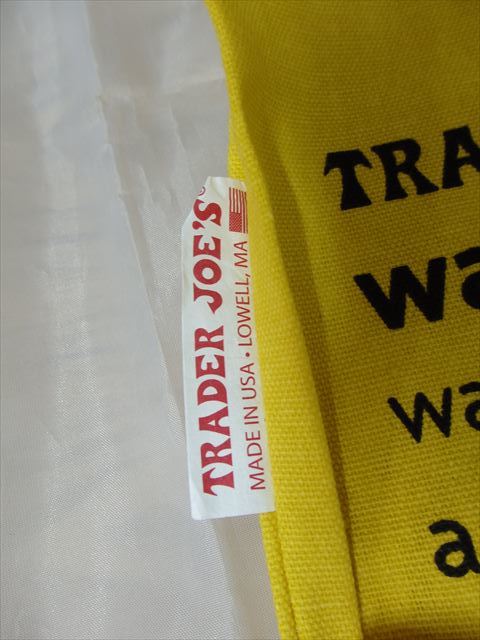 TRADER JOE'S®
MADE IN USA • LOWELL, MA
TRA
wa
wa
a